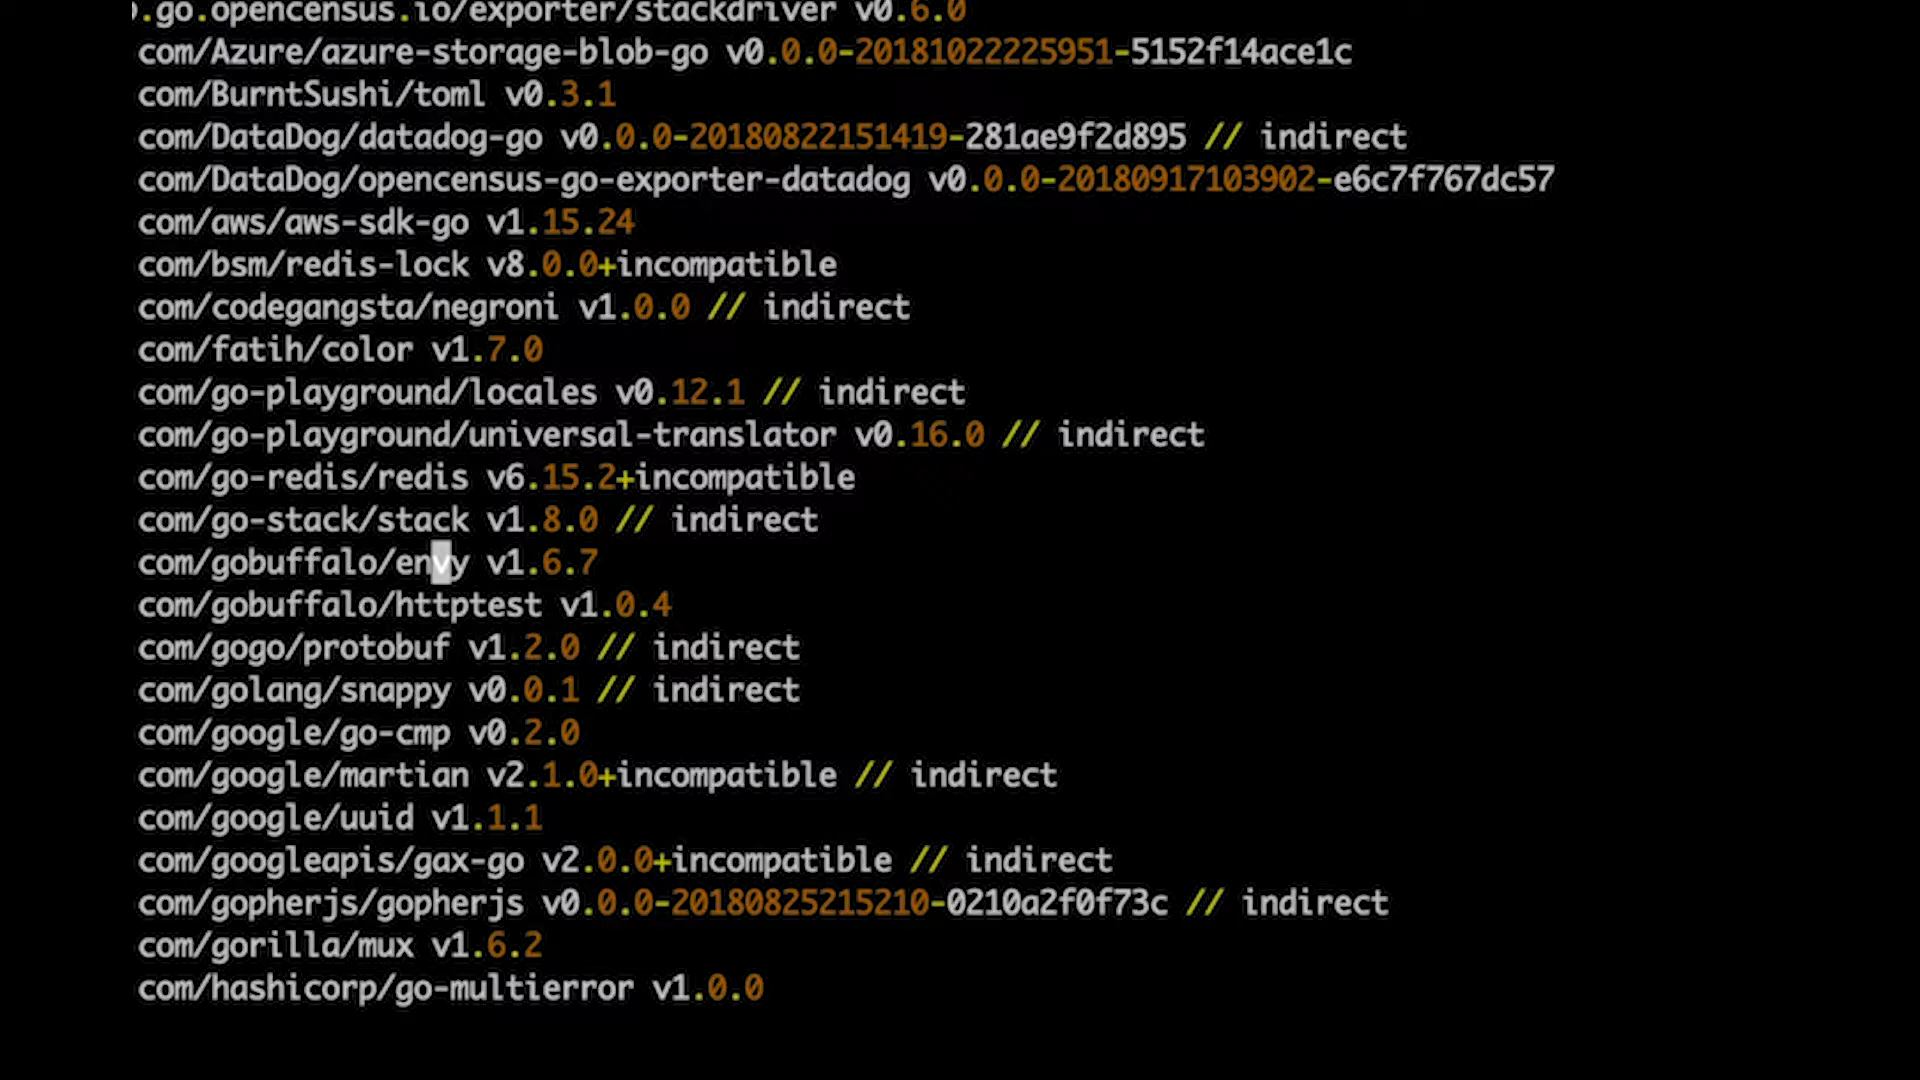 .go.opencensus.io/exporter/stackdriver v0.6.0
com/Azure/azure-storage-blob-go v0.0.0-20181022225951-5152f14ace1c
com/BurntSushi/toml v0.3.1
com/DataDog/datadog-go v0.0.0-20180822151419-281ae9f2d895 // indirect
com/DataDog/opencensus-go-exporter-datadog v0.0.0-20180917103902-e6c7f767dc57
com/aws/aws-sdk-go v1.15.24
com/bsm/redis-lock v8.0.0+incompatible
com/codegangsta/negroni v1.0.0 // indirect
com/fatih/color v1.7.0
com/go-playground/locales v0.12.1 // indirect
com/go-playground/universal-translator v0.16.0 // indirect
com/go-redis/redis v6.15.2+incompatible
com/go-stack/stack v1.8.0 // indirect
com/gobuffalo/envy v1.6.7
com/gobuffalo/httptest v1.0.4
com/gogo/protobuf v1.2.0 // indirect
com/golang/snappy v0.0.1 // indirect
com/google/go-cmp v0.2.0
com/google/martian v2.1.0+incompatible // indirect
com/google/uuid v1.1.1
com/googleapis/gax-go v2.0.0+incompatible // indirect
com/gopherjs/gopherjs v0.0.0-20180825215210-0210a2f0f73c // indirect
com/gorilla/mux v1.6.2
com/hashicorp/go-multierror v1.0.0